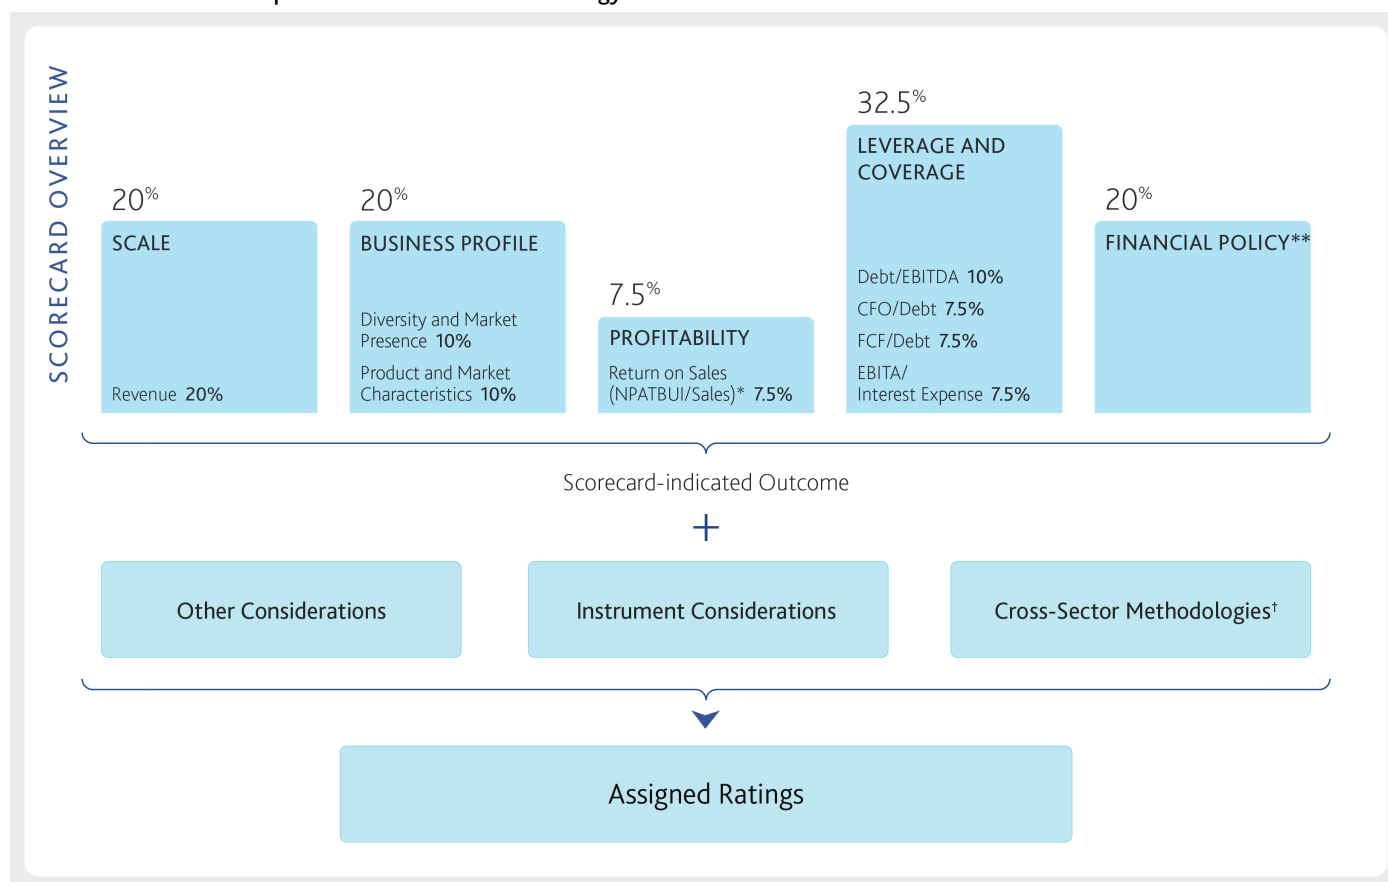 SCORECARD OVERVIEW
20%
SCALE
Revenue 20%
20%
BUSINESS PROFILE
Diversity and Market
Presence 10%
Product and Market
Characteristics 10%
7.5%
PROFITABILITY
Return on Sales
(NPATBUI/Sales)* 7.5%
32.5%
LEVERAGE AND
COVERAGE
Debt/EBITDA 10%
CFO/Debt 7.5%
FCF/Debt 7.5%
EBITA/
Interest Expense 7.5%
20%
FINANCIAL POLICY**
Scorecard-indicated Outcome
+
Other Considerations
Instrument Considerations
Cross-Sector Methodologies†
Assigned Ratings